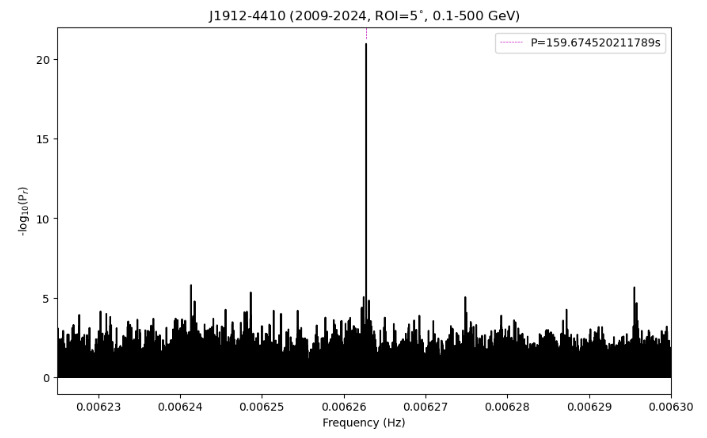 J1912-4410 (2009-2024, ROI=5°, 0.1-500 GeV)
P=159.674520211789s
20
15
10
5
0
-log₁₀(Pᵣ)
0.00623 0.00624 0.00625 0.00626 0.00627 0.00628 0.00629 0.00630
Frequency (Hz)